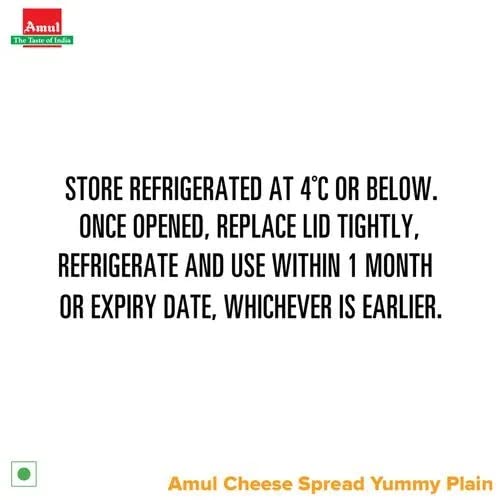 Amul
The Taste of India
STORE REFRIGERATED AT 4°C OR BELOW.
ONCE OPENED, REPLACE LID TIGHTLY,
REFRIGERATE AND USE WITHIN 1 MONTH
OR EXPIRY DATE, WHICHEVER IS EARLIER.
Amul Cheese Spread Yummy Plain